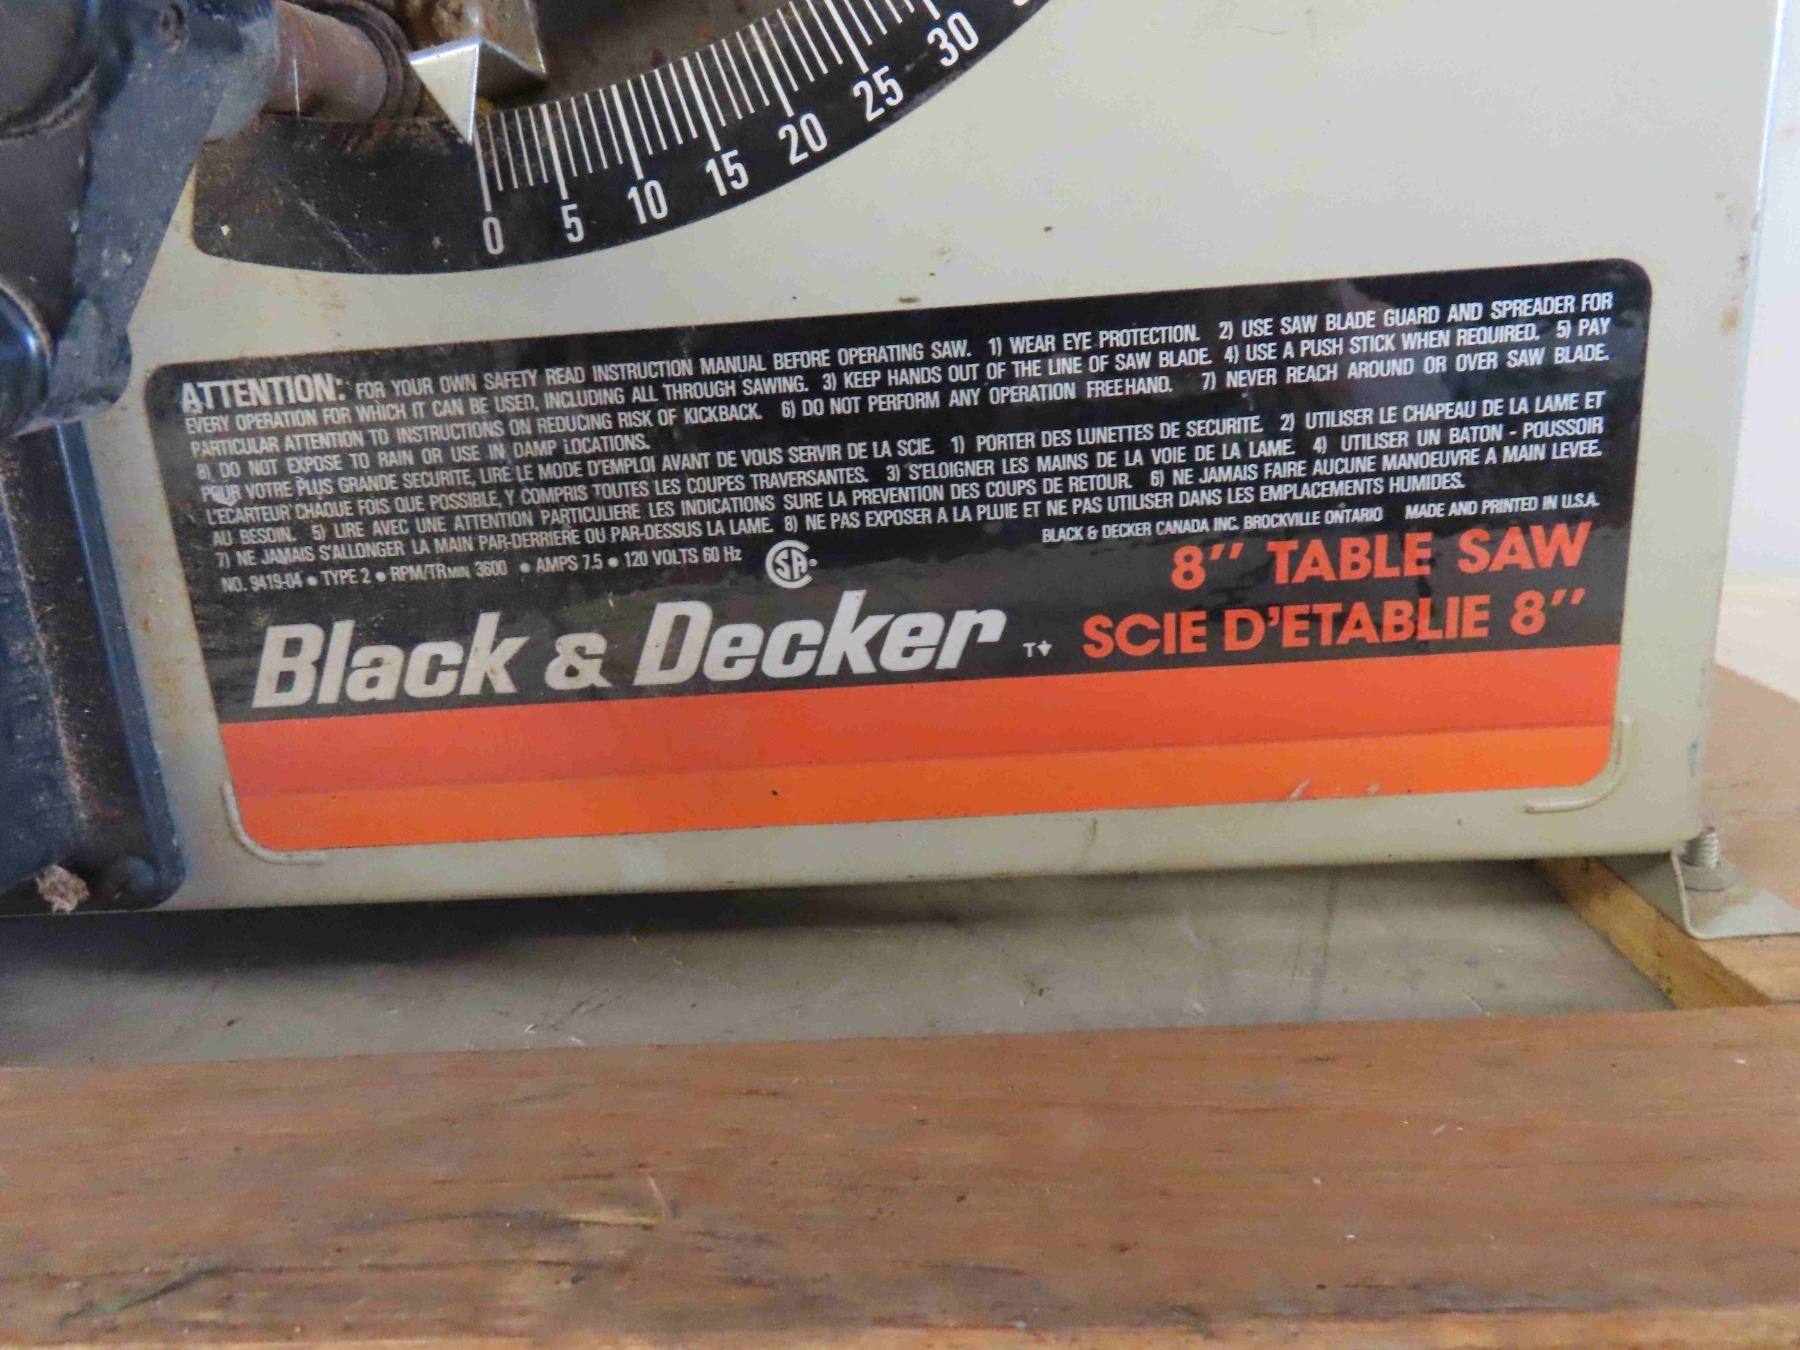 0 5 10 15 20 25 30
ATTENTION: FOR YOUR OWN SAFETY READ INSTRUCTION MANUAL BEFORE OPERATING SAW. 1) WEAR EYE PROTECTION. 2) USE SAW BLADE GUARD AND SPREADER FOR
EVERY OPERATION FOR WHICH IT CAN BE USED, INCLUDING ALL THROUGH SAWING. 3) KEEP HANDS OUT OF THE LINE OF SAW BLADE. 4) USE A PUSH STICK WHEN REQUIRED. 5) PAY
PARTICULAR ATTENTION TO INSTRUCTIONS ON REDUCING RISK OF KICKBACK. 6) DO NOT PERFORM ANY OPERATION FREEHAND. 7) NEVER REACH AROUND OR OVER SAW BLADE.
8) DO NOT EXPOSE TO RAIN OR USE IN DAMP LOCATIONS.
POUR VOTRE PLUS GRANDE SECURITE, LIRE LE MODE D'EMPLOI AVANT DE VOUS SERVIR DE LA SCIE. 1) PORTER DES LUNETTES DE SECURITE. 2) UTILISER LE CHAPEAU DE LA LAME ET
L'ECARTEUR CHAQUE FOIS QUE POSSIBLE, Y COMPRIS TOUTES LES COUPES TRAVERSANTES. 3) S'ELOIGNER LES MAINS DE LA VOIE DE LA LAME. 4) UTILISER UN BATON - POUSSOIR
AU BESOIN. 5) LIRE AVEC UNE ATTENTION PARTICULIERE LES INDICATIONS SURE LA PREVENTION DES COUPS DE RETOUR. 6) NE JAMAIS FAIRE AUCUNE MANOEUVRE A MAIN LEVEE.
7) NE JAMAIS S'ALLONGER LA MAIN PAR-DERRIERE OU PAR-DESSUS LA LAME. 8) NE PAS EXPOSER A LA PLUIE ET NE PAS UTILISER DANS LES EMPLACEMENTS HUMIDES.
NO. 9419-04 • TYPE 2 • RPM/TR MIN 3600 • AMPS 7.5 • 120 VOLTS 60 Hz
BLACK & DECKER CANADA INC. BROCKVILLE ONTARIO MADE AND PRINTED IN U.S.A.
8" TABLE SAW
SCIE D'ETABLIE 8"
Black & Decker